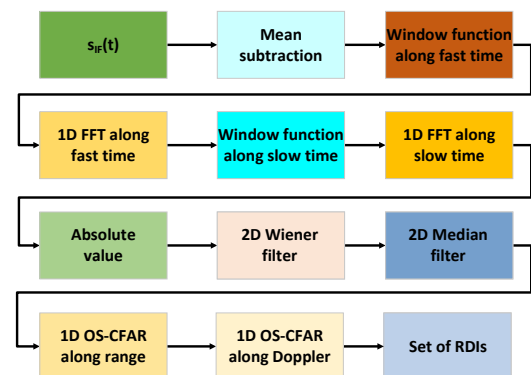 s_IF(t)
Mean
subtraction
Window function
along fast time
1D FFT along
fast time
Window function
along slow time
1D FFT along
slow time
Absolute
value
2D Wiener
filter
2D Median
filter
1D OS-CFAR
along range
1D OS-CFAR
along Doppler
Set of RDIs